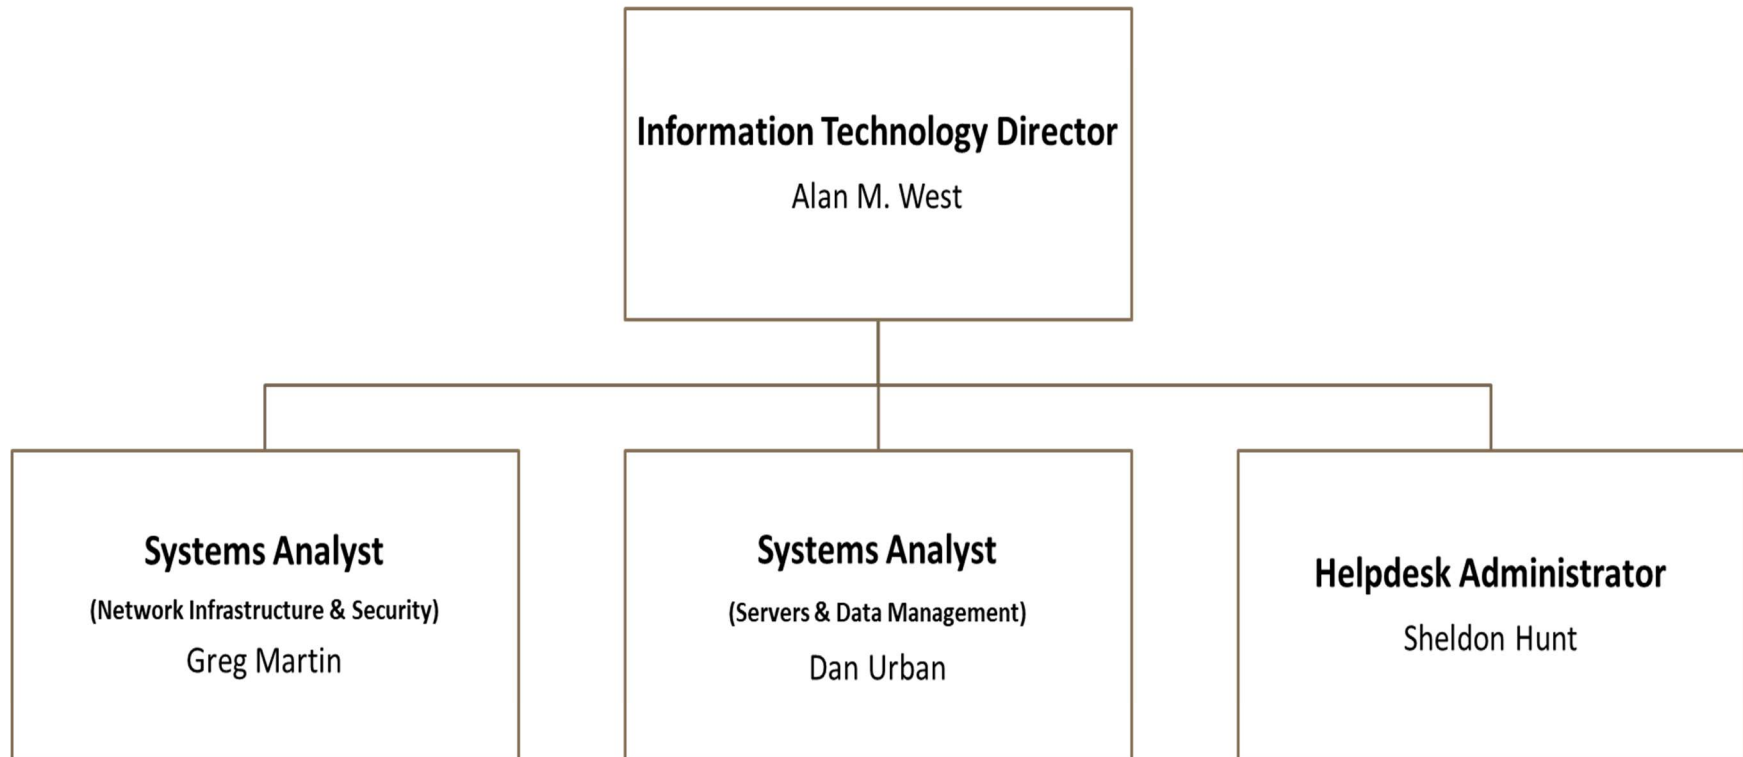 Information Technology Director
Alan M. West
Systems Analyst
(Network Infrastructure & Security)
Greg Martin
Systems Analyst
(Servers & Data Management)
Dan Urban
Helpdesk Administrator
Sheldon Hunt